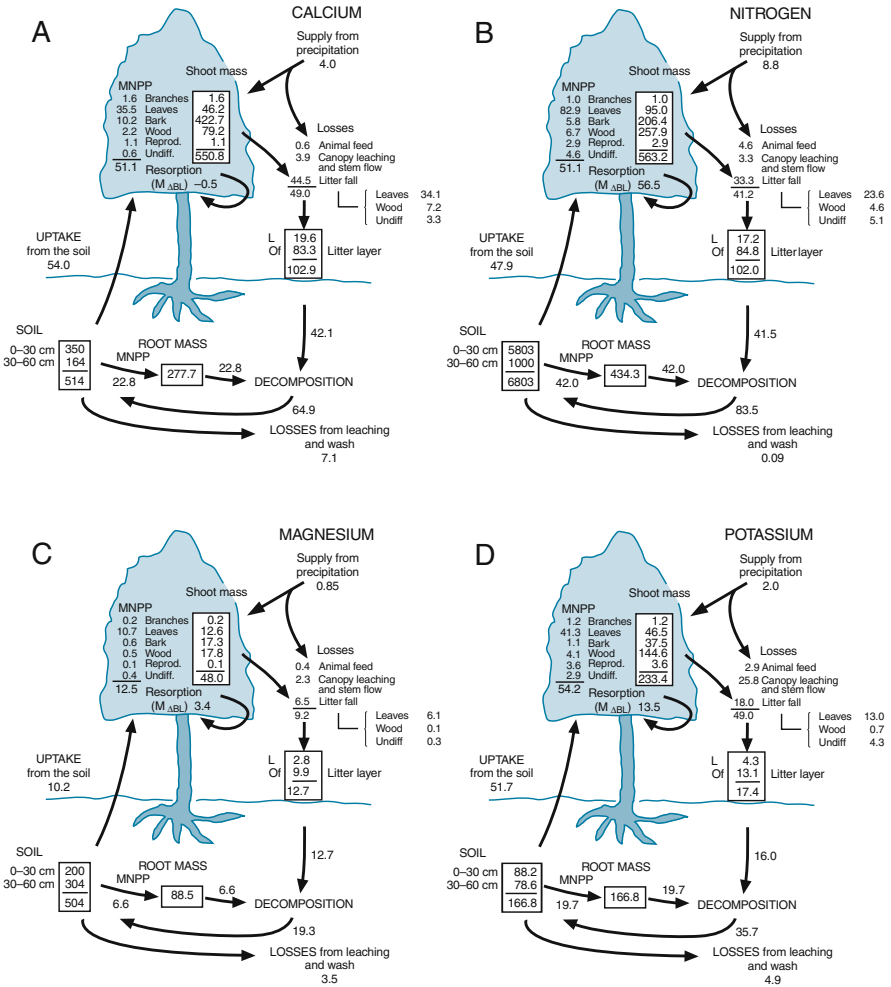 A
CALCIUM
Supply from
precipitation
4.0
Shoot mass
MNPP
1.6 Branches 1.6
35.5 Leaves 46.2
10.2 Bark 422.7
2.2 Wood 79.2
1.1 Reprod. 1.1
0.6 Undiff. 550.8
51.1
Resorption
(M ΔBL) –0.5
Losses
0.6 Animal feed
3.9 Canopy leaching
and stem flow
44.5 Litter fall
49.0
Leaves 34.1
Wood 7.2
Undiff 3.3
L 19.6
Of 83.3 Litter layer
102.9
UPTAKE
from the soil
54.0
42.1
SOIL
0–30 cm 350
30–60 cm 164
514
ROOT MASS
MNPP
22.8
277.7
22.8
DECOMPOSITION
64.9
LOSSES from leaching
and wash
7.1
B
NITROGEN
Supply from
precipitation
8.8
Shoot mass
MNPP
1.0 Branches 1.0
82.9 Leaves 95.0
5.8 Bark 206.4
6.7 Wood 257.9
2.9 Reprod. 2.9
4.6 Undiff. 563.2
51.1
Resorption
(M ΔBL) 56.5
Losses
4.6 Animal feed
3.3 Canopy leaching
and stem flow
33.3 Litter fall
41.2
Leaves 23.6
Wood 4.6
Undiff 5.1
L 17.2
Of 84.8 Litter layer
102.0
UPTAKE
from the soil
47.9
41.5
SOIL
0–30 cm 5803
30–60 cm 1000
6803
ROOT MASS
MNPP
42.0
434.3
42.0
DECOMPOSITION
83.5
LOSSES from leaching
and wash
0.09
C
MAGNESIUM
Supply from
precipitation
0.85
Shoot mass
MNPP
0.2 Branches 0.2
10.7 Leaves 12.6
0.6 Bark 17.3
0.5 Wood 17.8
0.1 Reprod. 0.1
0.4 Undiff. 48.0
12.5
Resorption
(M ΔBL) 3.4
Losses
0.4 Animal feed
2.3 Canopy leaching
and stem flow
6.5 Litter fall
9.2
Leaves 6.1
Wood 0.1
Undiff 0.3
L 2.8
Of 9.9 Litter layer
12.7
UPTAKE
from the soil
10.2
12.7
SOIL
0–30 cm 200
30–60 cm 304
504
ROOT MASS
MNPP
6.6
88.5
6.6
DECOMPOSITION
19.3
LOSSES from leaching
and wash
3.5
D
POTASSIUM
Supply from
precipitation
2.0
Shoot mass
MNPP
1.2 Branches 1.2
41.3 Leaves 46.5
1.1 Bark 37.5
4.1 Wood 144.6
3.6 Reprod. 3.6
2.9 Undiff. 233.4
54.2
Resorption
(M ΔBL) 13.5
Losses
2.9 Animal feed
25.8 Canopy leaching
and stem flow
18.0 Litter fall
49.0
Leaves 13.0
Wood 0.7
Undiff 4.3
L 4.3
Of 13.1 Litter layer
17.4
UPTAKE
from the soil
51.7
16.0
SOIL
0–30 cm 88.2
30–60 cm 78.6
166.8
ROOT MASS
MNPP
19.7
166.8
19.7
DECOMPOSITION
35.7
LOSSES from leaching
and wash
4.9